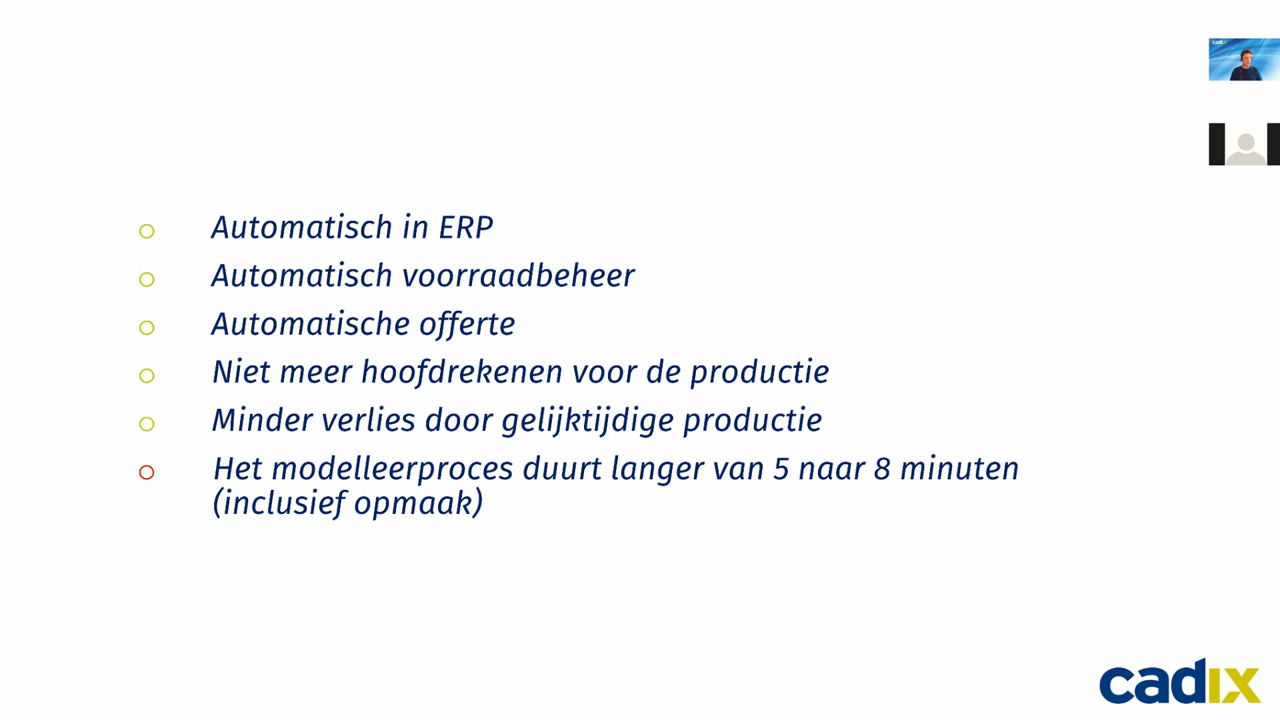 Automatisch in ERP
Automatisch voorraadbeheer
Automatische offerte
Niet meer hoofdrekenen voor de productie
Minder verlies door gelijktijdige productie
Het modelleerproces duurt langer van 5 naar 8 minuten
(inclusief opmaak)
cadix
cadix